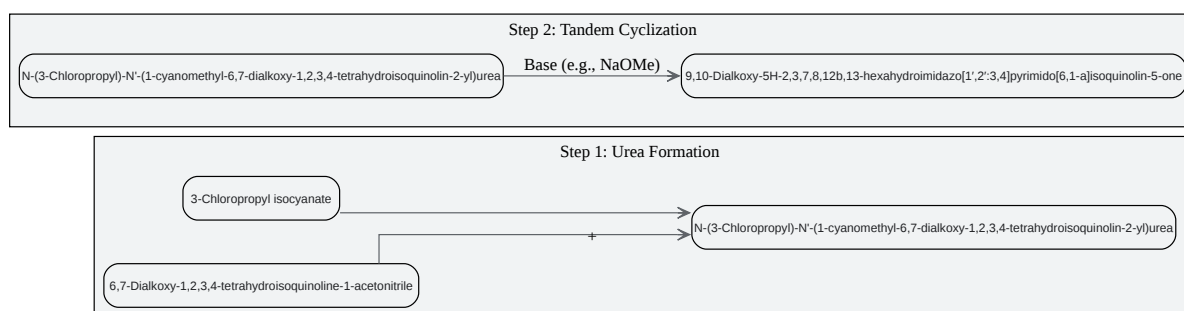 Step 2: Tandem Cyclization
N-(3-Chloropropyl)-N'-(1-cyanomethyl-6,7-dialkoxy-1,2,3,4-tetrahydroisoquinolin-2-yl)urea
Base (e.g., NaOMe)
9,10-Dialkoxy-5H-2,3,7,8,12b,13-hexahydroimidazo[1',2':3,4]pyrimido[6,1-a]isoquinolin-5-one
Step 1: Urea Formation
3-Chloropropyl isocyanate
+
N-(3-Chloropropyl)-N'-(1-cyanomethyl-6,7-dialkoxy-1,2,3,4-tetrahydroisoquinolin-2-yl)urea
6,7-Dialkoxy-1,2,3,4-tetrahydroisoquinoline-1-acetonitrile